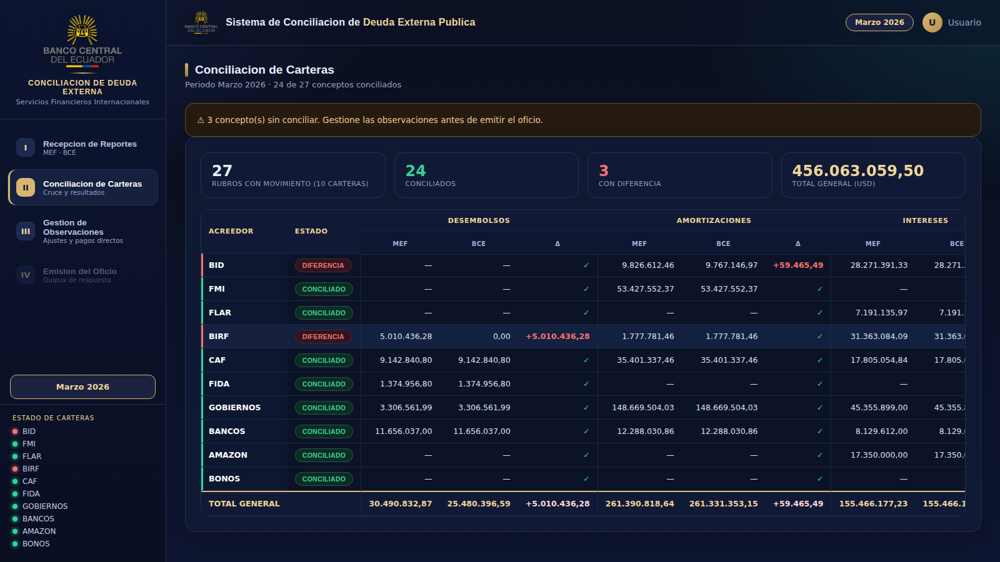 BANCO CENTRAL
DEL ECUADOR
CONCILIACION DE DEUDA
EXTERNA
Servicios Financieros Internacionales
I
Recepcion de Reportes
MEF · BCE
II
Conciliacion de Carteras
Cruce y resultados
III
Gestion de
Observaciones
Ajustes y pagos directos
IV
Emision del Oficio
Quipux de respuesta
Marzo 2026
ESTADO DE CARTERAS
BID
FMI
FLAR
BIRF
CAF
FIDA
GOBIERNOS
BANCOS
AMAZON
BONOS
BANCO CENTRAL
DEL ECUADOR
Sistema de Conciliacion de Deuda Externa Publica
Marzo 2026
U Usuario
Conciliacion de Carteras
Periodo Marzo 2026 · 24 de 27 conceptos conciliados
⚠ 3 concepto(s) sin conciliar. Gestione las observaciones antes de emitir el oficio.
27
RUBROS CON MOVIMIENTO (10 CARTERAS)
24
CONCILIADOS
3
CON DIFERENCIA
456.063.059,50
TOTAL GENERAL (USD)
ACREEDOR ESTADO DESEMBOLSOS AMORTIZACIONES INTERESES
MEF BCE Δ MEF BCE Δ MEF BCE
BID DIFERENCIA — — ✓ 9.826.612,46 9.767.146,97 +59.465,49 28.271.391,33 28.271.
FMI CONCILIADO — — ✓ 53.427.552,37 53.427.552,37 ✓ —
FLAR CONCILIADO — — ✓ — — ✓ 7.191.135,97 7.191.
BIRF DIFERENCIA 5.010.436,28 0,00 +5.010.436,28 1.777.781,46 1.777.781,46 ✓ 31.363.084,09 31.363.
CAF CONCILIADO 9.142.840,80 9.142.840,80 ✓ 35.401.337,46 35.401.337,46 ✓ 17.805.054,84 17.805.
FIDA CONCILIADO 1.374.956,80 1.374.956,80 ✓ — — ✓ —
GOBIERNOS CONCILIADO 3.306.561,99 3.306.561,99 ✓ 148.669.504,03 148.669.504,03 ✓ 45.355.899,00 45.355.
BANCOS CONCILIADO 11.656.037,00 11.656.037,00 ✓ 12.288.030,86 12.288.030,86 ✓ 8.129.612,00 8.129.
AMAZON CONCILIADO — — ✓ — — ✓ 17.350.000,00 17.350.
BONOS CONCILIADO — — ✓ — — ✓ —
TOTAL GENERAL 30.490.832,87 25.480.396,59 +5.010.436,28 261.390.818,64 261.331.353,15 +59.465,49 155.466.177,23 155.466.1